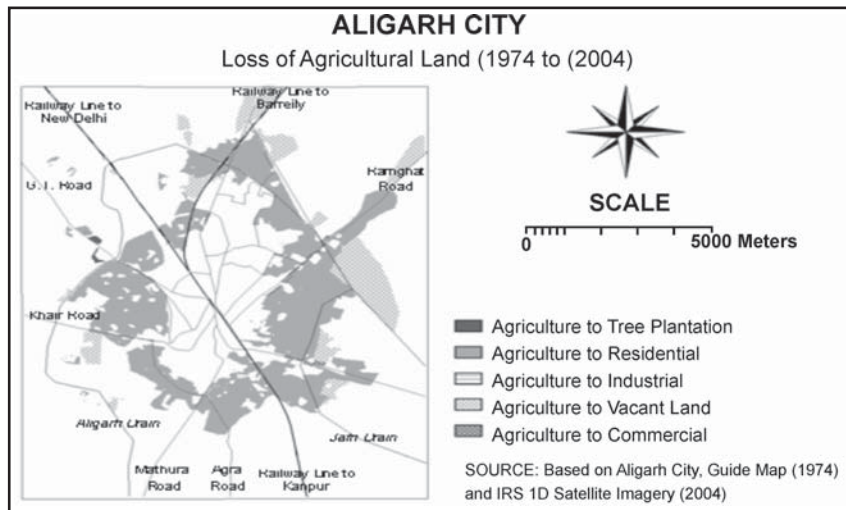 ALIGARH CITY
Loss of Agricultural Land (1974 to (2004)
Railway Line to
New Delhi
Railway Line to
Barreily
G.T. Road
Ramghat
Road
Khair Road
Aligarh Drain
Jafri Drain
Mathura
Road
Agra
Road
Railway Line to
Kanpur
SCALE
0 5000 Meters
Agriculture to Tree Plantation
Agriculture to Residential
Agriculture to Industrial
Agriculture to Vacant Land
Agriculture to Commercial
SOURCE: Based on Aligarh City, Guide Map (1974)
and IRS 1D Satellite Imagery (2004)